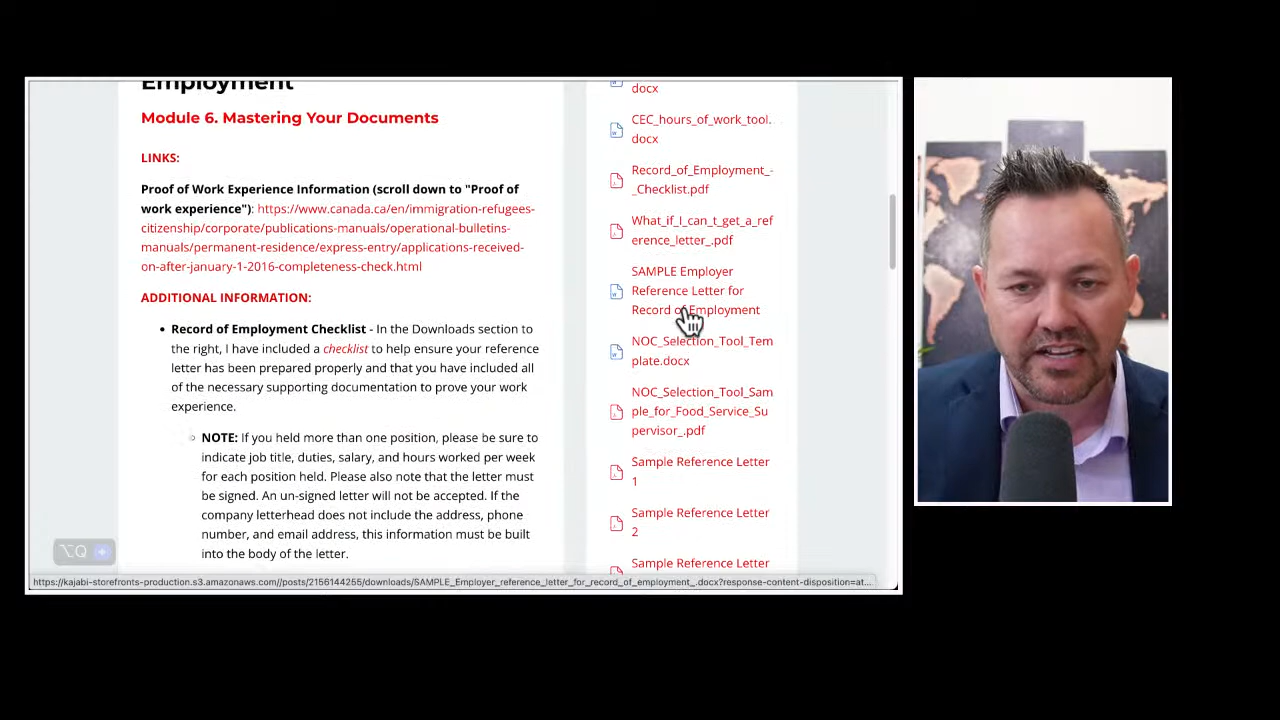 Employment
Module 6. Mastering Your Documents
LINKS:
Proof of Work Experience Information (scroll down to "Proof of
work experience"): https://www.canada.ca/en/immigration-refugees-
citizenship/corporate/publications-manuals/operational-bulletins-
manuals/permanent-residence/express-entry/applications-received-
on-after-january-1-2016-completeness-check.html
ADDITIONAL INFORMATION:
• Record of Employment Checklist - In the Downloads section to
the right, I have included a checklist to help ensure your reference
letter has been prepared properly and that you have included all
of the necessary supporting documentation to prove your work
experience.
◦ NOTE: If you held more than one position, please be sure to
indicate job title, duties, salary, and hours worked per week
for each position held. Please also note that the letter must
be signed. An un-signed letter will not be accepted. If the
company letterhead does not include the address, phone
number, and email address, this information must be built
into the body of the letter.
docx
CEC_hours_of_work_tool.
docx
Record_of_Employment_-
_Checklist.pdf
What_if_I_can_t_get_a_ref
erence_letter_.pdf
SAMPLE Employer
Reference Letter for
Record of Employment
NOC_Selection_Tool_Tem
plate.docx
NOC_Selection_Tool_Sam
ple_for_Food_Service_Su
pervisor_.pdf
Sample Reference Letter
1
Sample Reference Letter
2
Sample Reference Letter
⌥Q
https://kajabi-storefronts-production.s3.amazonaws.com//posts/2156144255/downloads/SAMPLE_Employer_reference_letter_for_record_of_employment_.docx?response-content-disposition=at...